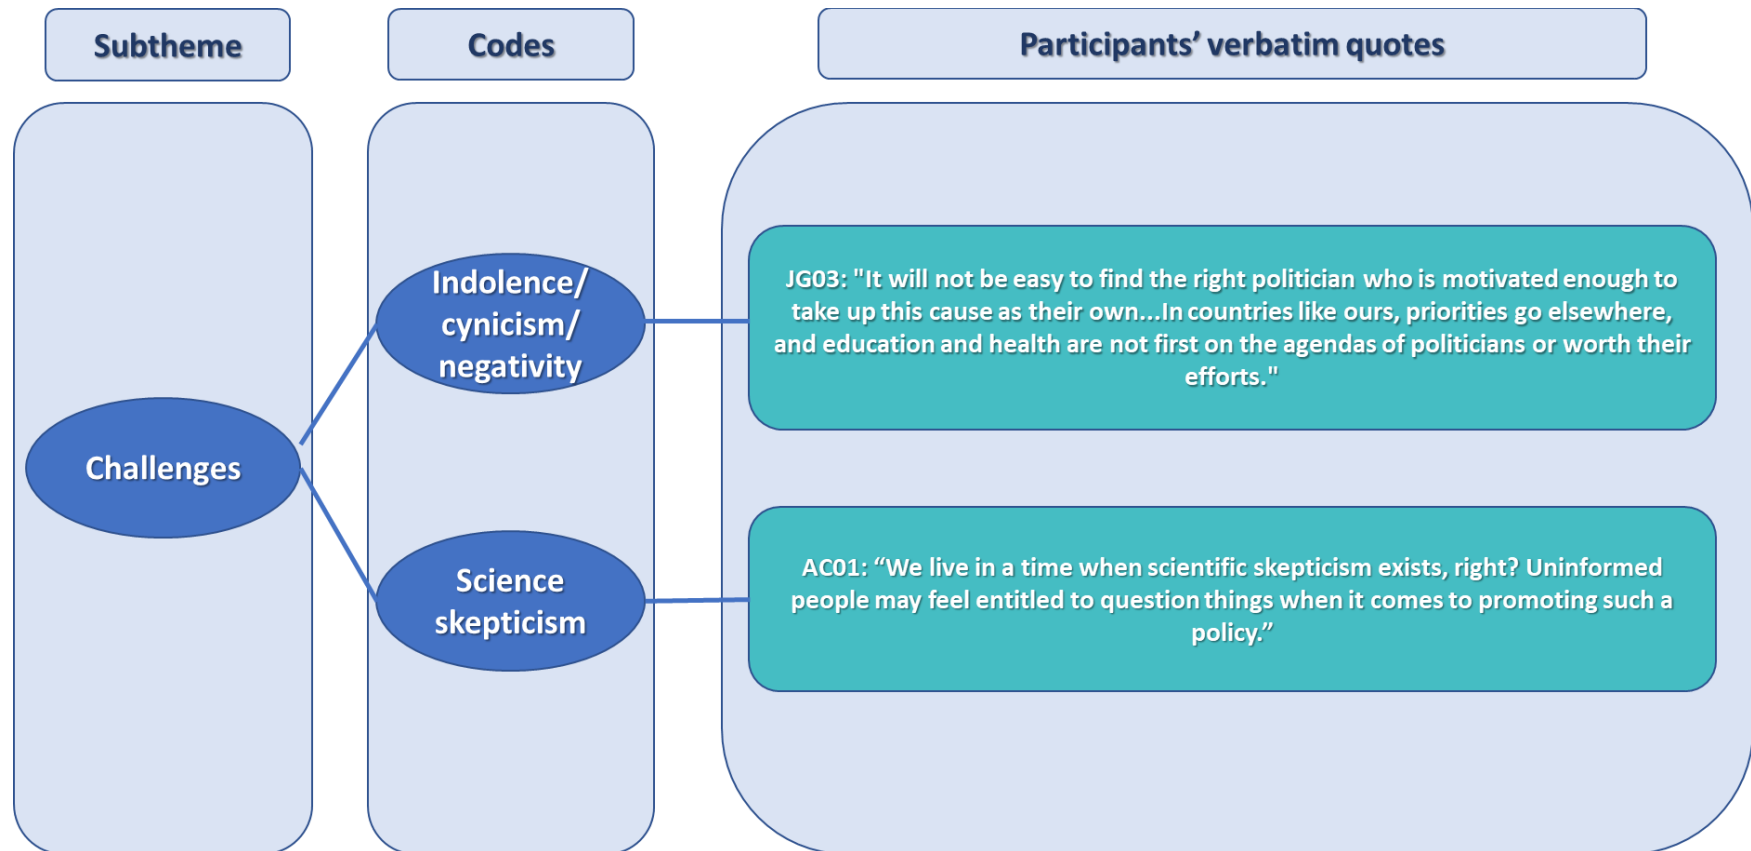 Subtheme
Codes
Participants’ verbatim quotes
Challenges
Indolence/
cynicism/
negativity
JG03: "It will not be easy to find the right politician who is motivated enough to
take up this cause as their own...In countries like ours, priorities go elsewhere,
and education and health are not first on the agendas of politicians or worth their
efforts."
Science
skepticism
AC01: “We live in a time when scientific skepticism exists, right? Uninformed
people may feel entitled to question things when it comes to promoting such a
policy.”